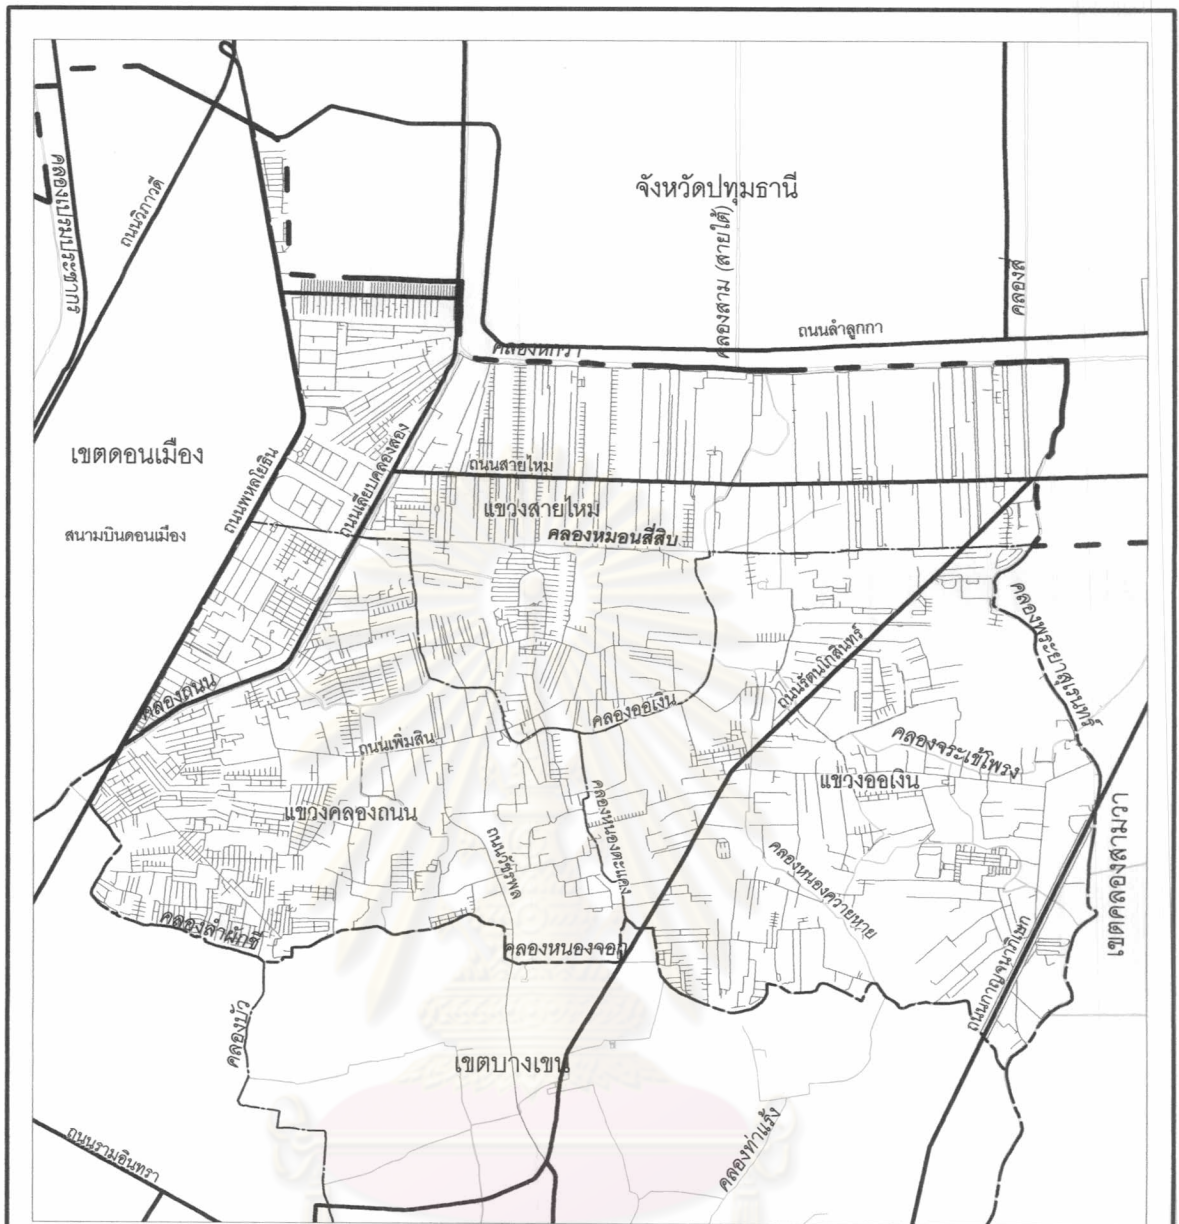 จังหวัดปทุมธานี
คลองเปรมประชากร
ถนนวิภาวดี
คลองสาม (สายใต้)
คลองสี่
ถนนลำลูกกา
คลองหกวา
เขตดอนเมือง
ถนนพหลโยธิน
ถนนเลียบคลองสอง
ถนนสายไหม
แขวงสายไหม
สนามบินดอนเมือง
คลองหมอนสี่สิบ
คลองพระยาสุเรนทร์
ถนนรัตนโกสินทร์
คลองถนน
คลองออเงิน
ถนนเพิ่มสิน
คลองจระเข้โพรง
แขวงออเงิน
แขวงคลองถนน
คลองหนองตะแคง
ถนนวัชรพล
คลองหนองควายหาย
เขตคลองสามวา
คลองลำผักชี
คลองหนองจอก
ถนนกาญจนาภิเษก
คลองบัว
เขตบางเขน
ถนนรามอินทรา
คลองท่าแร้ง